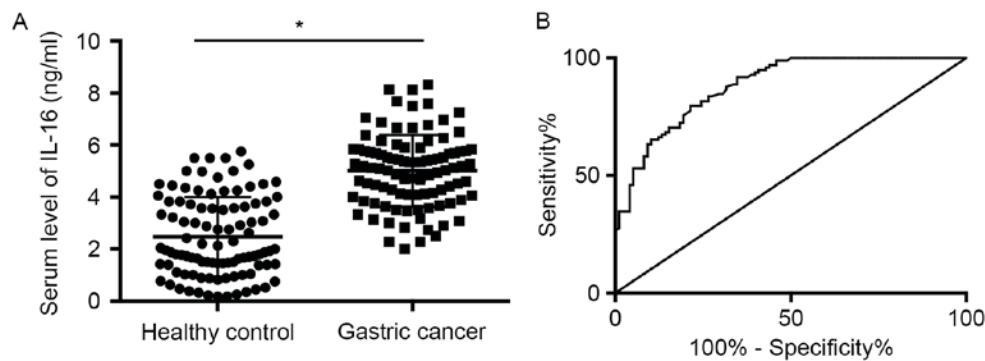 A
*
Serum level of IL-16 (ng/ml)
10
8
6
4
2
0
Healthy control
Gastric cancer
B
Sensitivity%
100
50
0
0
50
100
100% - Specificity%